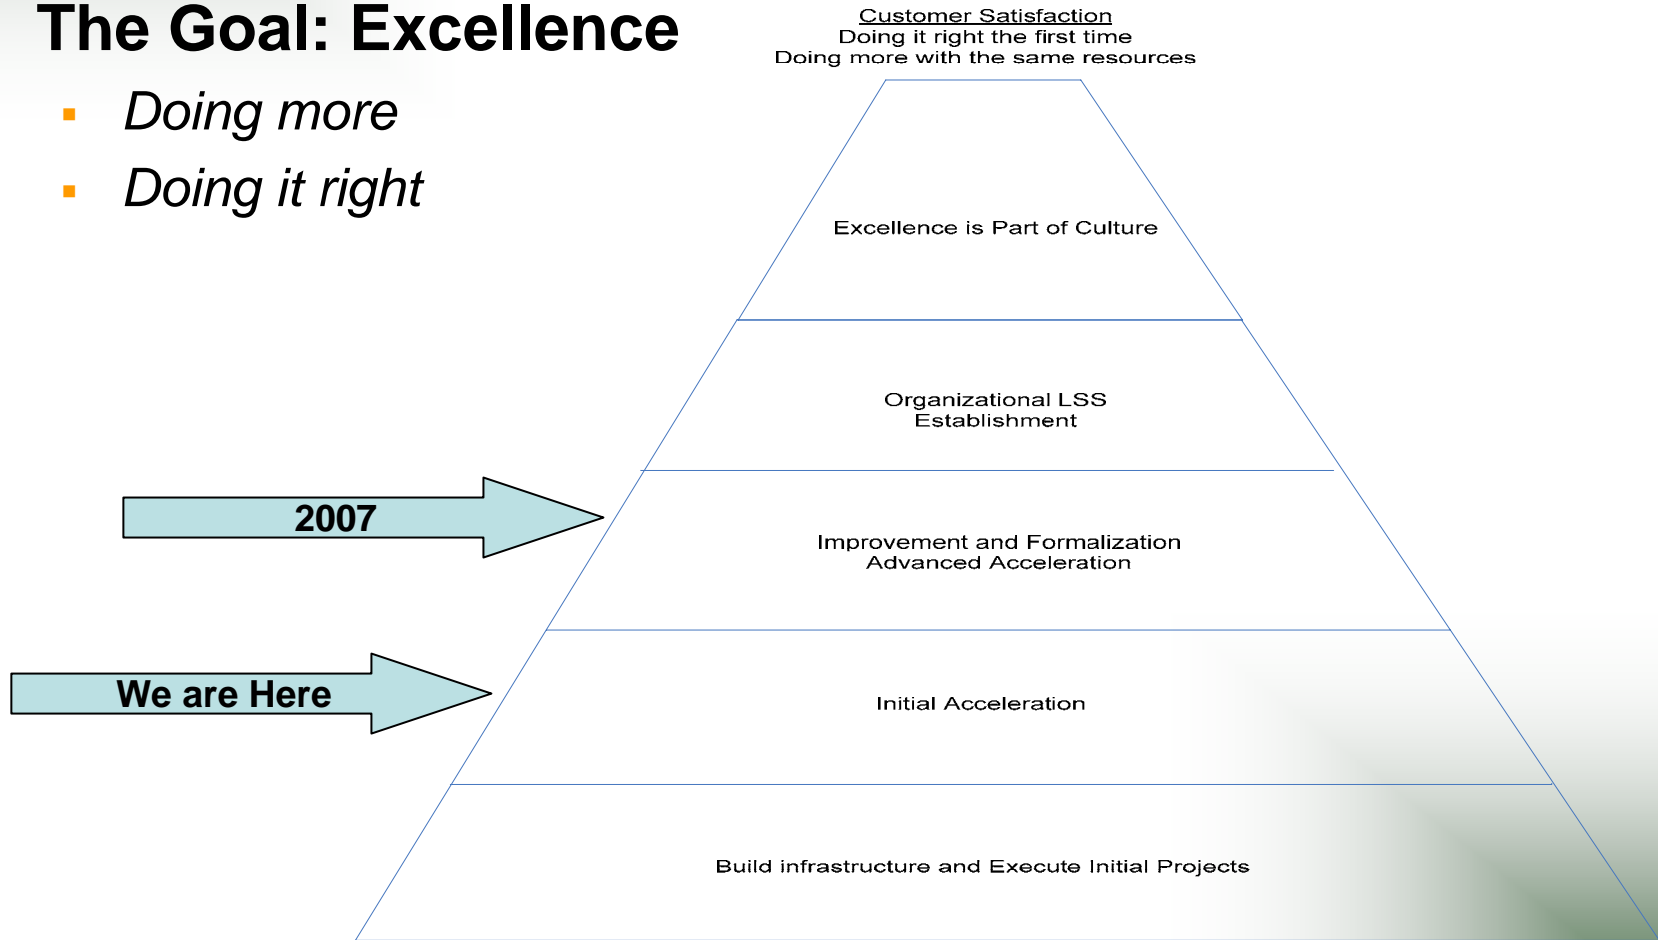 The Goal: Excellence
Doing more
Doing it right
Customer Satisfaction
Doing it right the first time
Doing more with the same resources
Excellence is Part of Culture
Organizational LSS
Establishment
2007
Improvement and Formalization
Advanced Acceleration
We are Here
Initial Acceleration
Build infrastructure and Execute Initial Projects